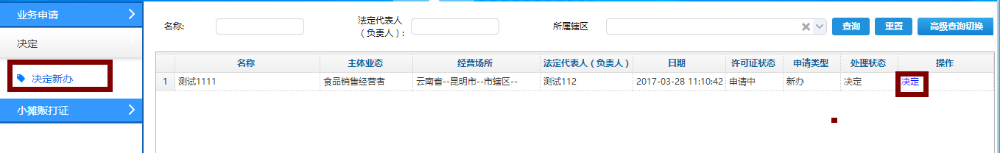 业务申请
决定
决定新办
小摊贩打证
名称:
法定代表人
（负责人）:
所属辖区
查询 重置 高级查询切换
名称 主体业态 经营场所 法定代表人（负责人） 日期 许可证状态 申请类型 处理状态 操作
1 测试1111 食品销售经营者 云南省--昆明市--市辖区-- 测试112 2017-03-28 11:10:42 申请中 新办 决定 决定